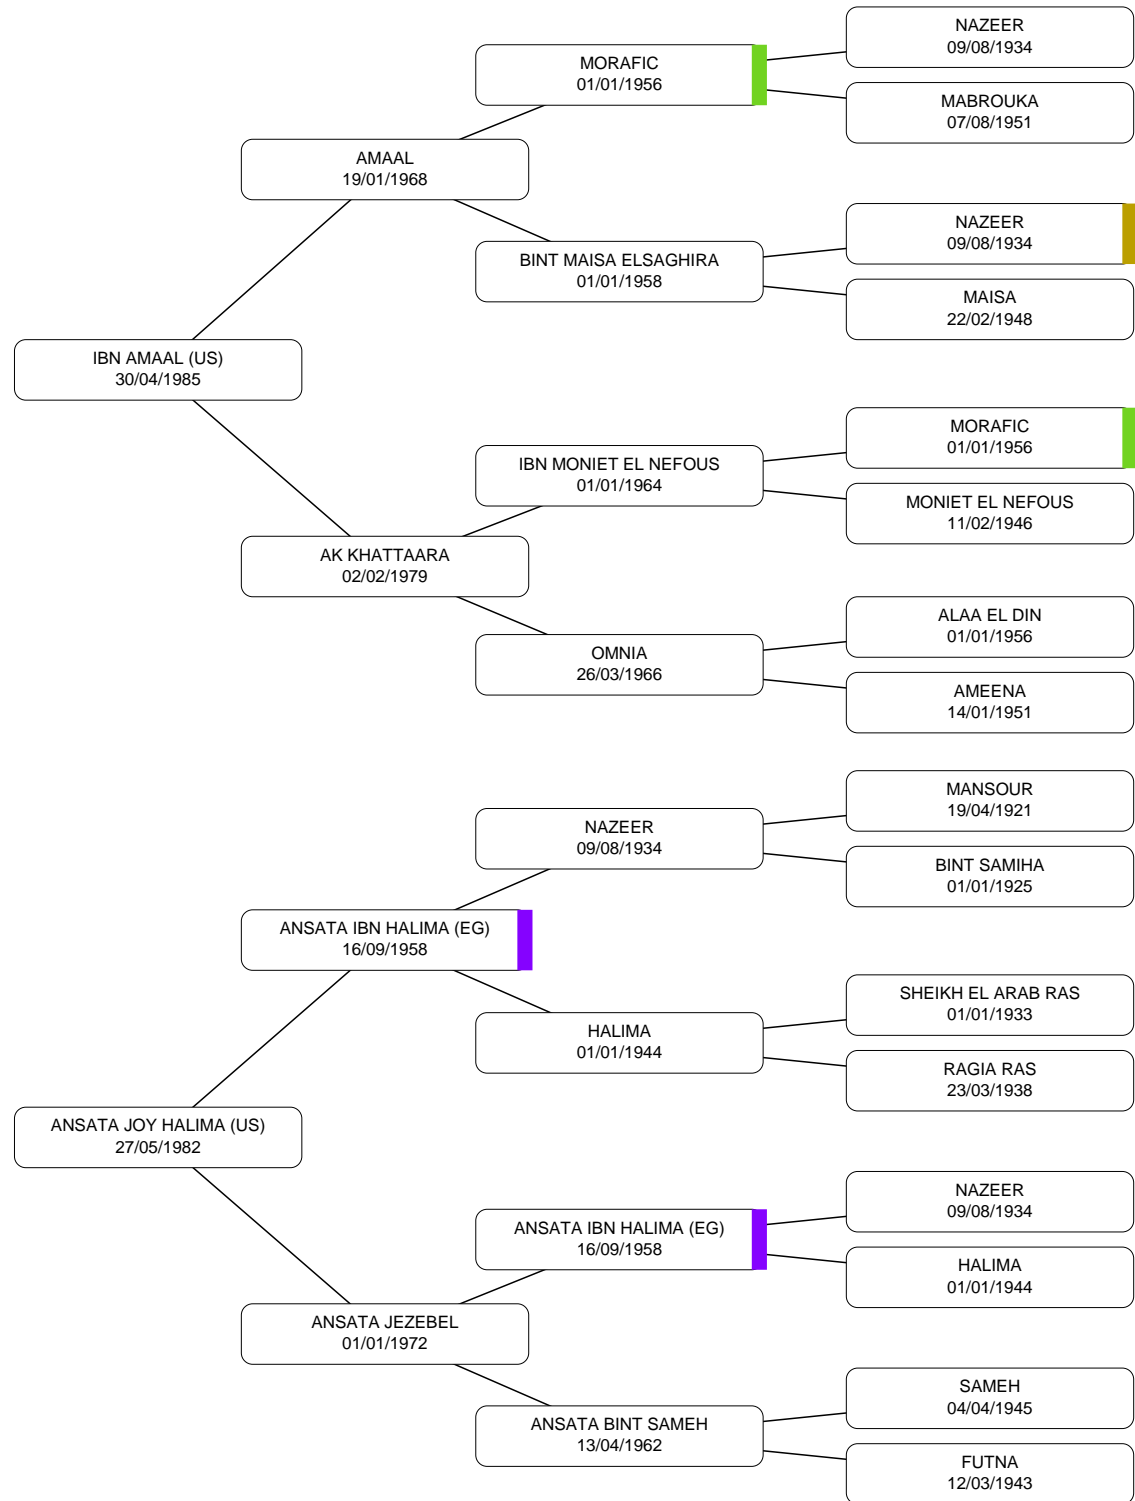 NAZEER
09/08/1934
MORAFIC
01/01/1956
MABROUKA
07/08/1951
AMAAL
19/01/1968
NAZEER
09/08/1934
BINT MAISA ELSAGHIRA
01/01/1958
MAISA
22/02/1948
IBN AMAAL (US)
30/04/1985
MORAFIC
01/01/1956
IBN MONIET EL NEFOUS
01/01/1964
MONIET EL NEFOUS
11/02/1946
AK KHATTAARA
02/02/1979
ALAA EL DIN
01/01/1956
OMNIA
26/03/1966
AMEENA
14/01/1951
MANSOUR
19/04/1921
NAZEER
09/08/1934
BINT SAMIHA
01/01/1925
ANSATA IBN HALIMA (EG)
16/09/1958
SHEIKH EL ARAB RAS
01/01/1933
HALIMA
01/01/1944
RAGIA RAS
23/03/1938
ANSATA JOY HALIMA (US)
27/05/1982
NAZEER
09/08/1934
ANSATA IBN HALIMA (EG)
16/09/1958
HALIMA
01/01/1944
ANSATA JEZEBEL
01/01/1972
SAMEH
04/04/1945
ANSATA BINT SAMEH
13/04/1962
FUTNA
12/03/1943